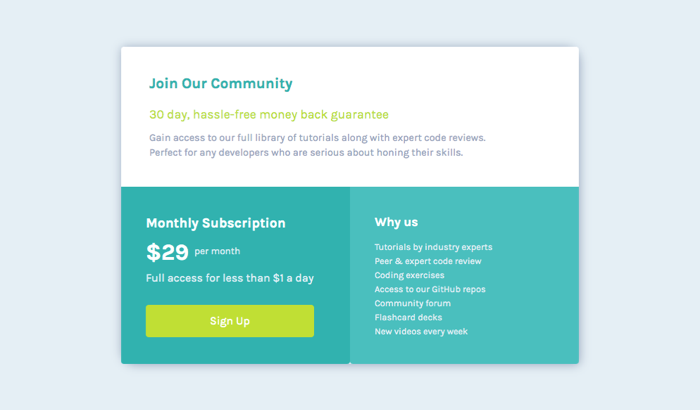 Join Our Community
30 day, hassle-free money back guarantee
Gain access to our full library of tutorials along with expert code reviews.
Perfect for any developers who are serious about honing their skills.
Monthly Subscription
$29 per month
Full access for less than $1 a day
Sign Up
Why us
Tutorials by industry experts
Peer & expert code review
Coding exercises
Access to our GitHub repos
Community forum
Flashcard decks
New videos every week